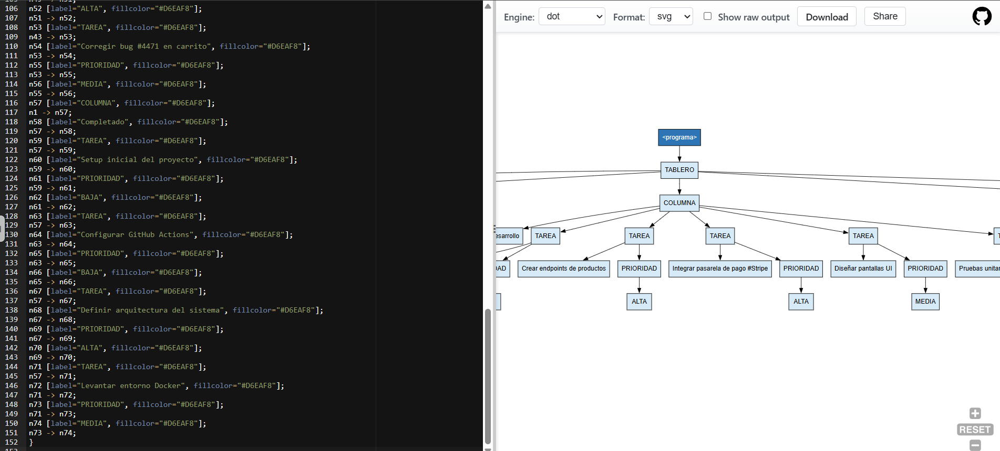 106 n52 [label="ALTA", fillcolor="#D6EAF8"];
107 n51 -> n52;
108 n53 [label="TAREA", fillcolor="#D6EAF8"];
109 n43 -> n53;
110 n54 [label="Corregir bug #4471 en carrito", fillcolor="#D6EAF8"];
111 n53 -> n54;
112 n55 [label="PRIORIDAD", fillcolor="#D6EAF8"];
113 n53 -> n55;
114 n56 [label="MEDIA", fillcolor="#D6EAF8"];
115 n55 -> n56;
116 n57 [label="COLUMNA", fillcolor="#D6EAF8"];
117 n1 -> n57;
118 n58 [label="Completado", fillcolor="#D6EAF8"];
119 n57 -> n58;
120 n59 [label="TAREA", fillcolor="#D6EAF8"];
121 n57 -> n59;
122 n60 [label="Setup inicial del proyecto", fillcolor="#D6EAF8"];
123 n59 -> n60;
124 n61 [label="PRIORIDAD", fillcolor="#D6EAF8"];
125 n59 -> n61;
126 n62 [label="BAJA", fillcolor="#D6EAF8"];
127 n61 -> n62;
128 n63 [label="TAREA", fillcolor="#D6EAF8"];
129 n57 -> n63;
130 n64 [label="Configurar GitHub Actions", fillcolor="#D6EAF8"];
131 n63 -> n64;
132 n65 [label="PRIORIDAD", fillcolor="#D6EAF8"];
133 n63 -> n65;
134 n66 [label="BAJA", fillcolor="#D6EAF8"];
135 n65 -> n66;
136 n67 [label="TAREA", fillcolor="#D6EAF8"];
137 n57 -> n67;
138 n68 [label="Definir arquitectura del sistema", fillcolor="#D6EAF8"];
139 n67 -> n68;
140 n69 [label="PRIORIDAD", fillcolor="#D6EAF8"];
141 n67 -> n69;
142 n70 [label="ALTA", fillcolor="#D6EAF8"];
143 n69 -> n70;
144 n71 [label="TAREA", fillcolor="#D6EAF8"];
145 n57 -> n71;
146 n72 [label="Levantar entorno Docker", fillcolor="#D6EAF8"];
147 n71 -> n72;
148 n73 [label="PRIORIDAD", fillcolor="#D6EAF8"];
149 n71 -> n73;
150 n74 [label="MEDIA", fillcolor="#D6EAF8"];
151 n73 -> n74;
152 }
Engine: dot Format: svg Show raw output Download Share
<programa>
TABLERO
COLUMNA
esarrollo TAREA TAREA TAREA TAREA
DAD Crear endpoints de productos PRIORIDAD Integrar pasarela de pago #Stripe PRIORIDAD Diseñar pantallas UI PRIORIDAD Pruebas unitar
ALTA ALTA MEDIA
RESET